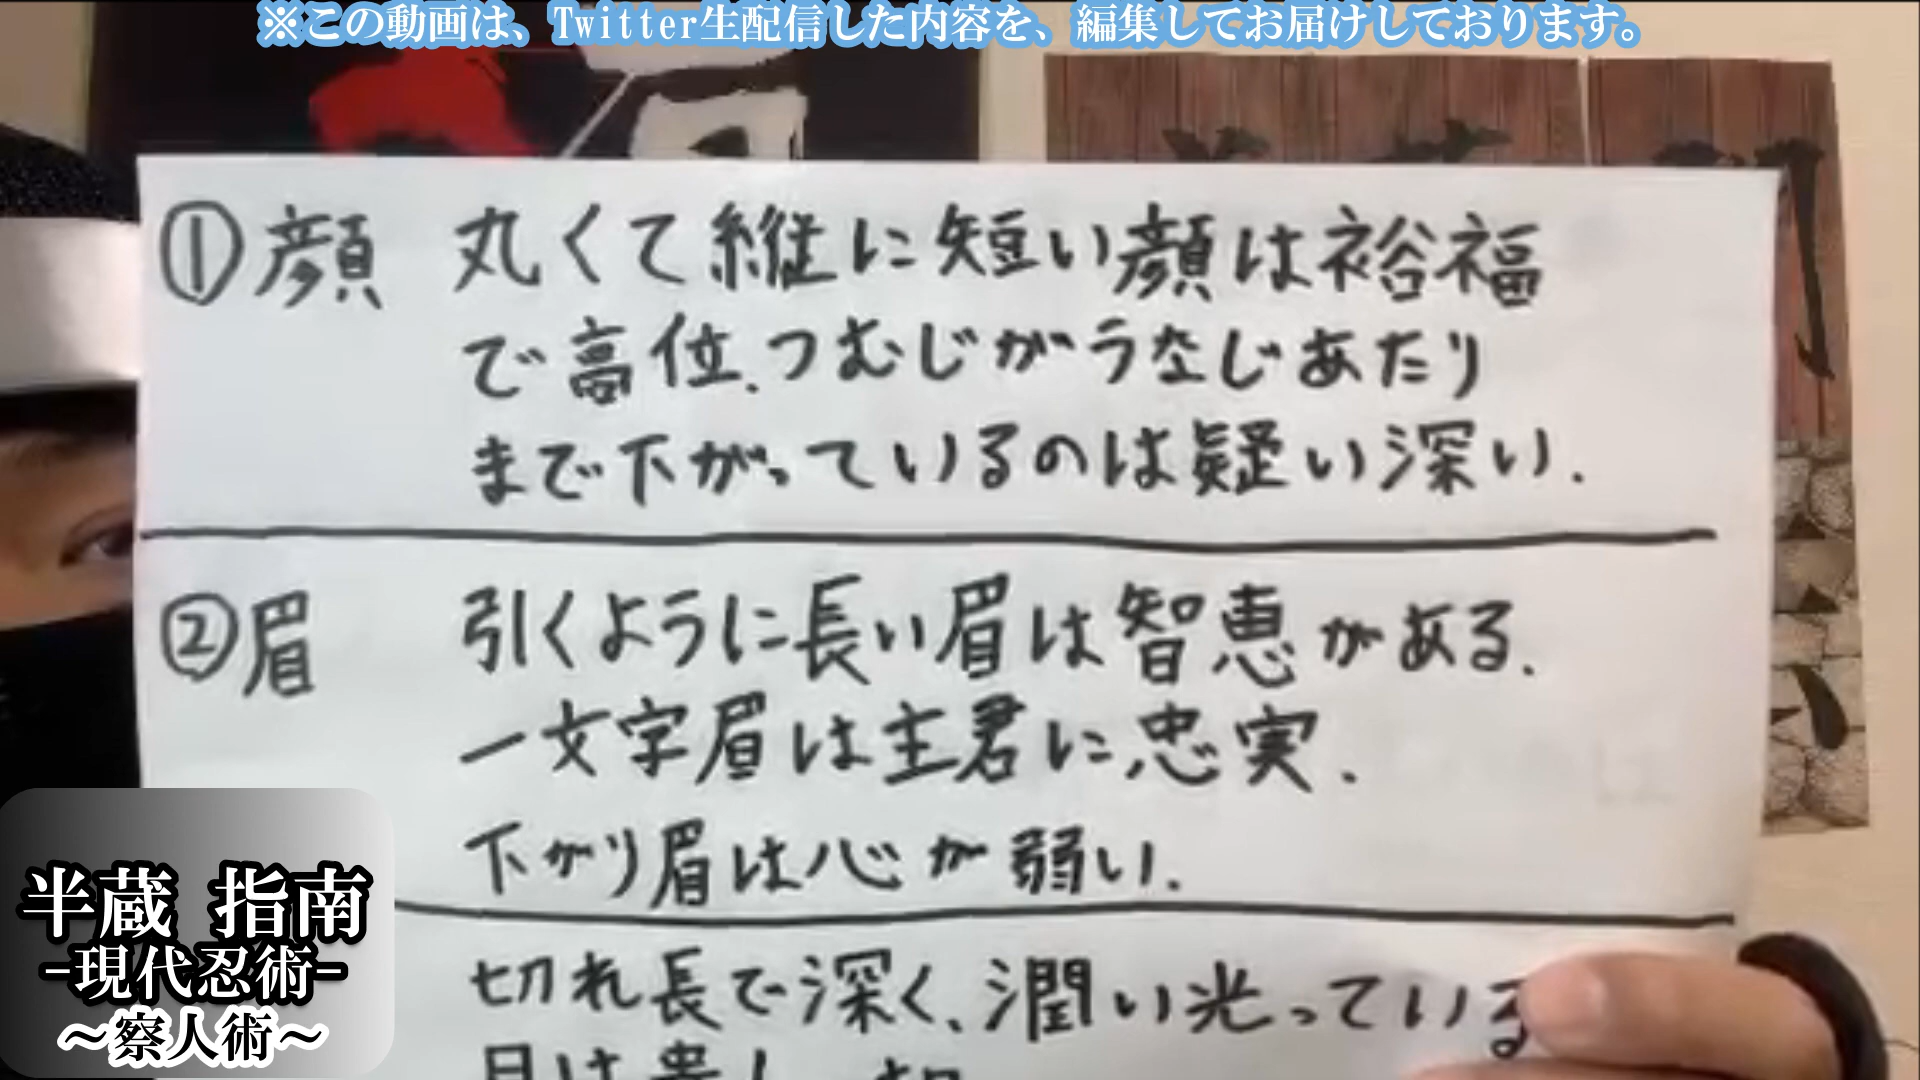 ※この動画は、Twitter生配信した内容を、編集してお届けしております。
①顔 丸くて縦に短い顔は裕福
で高位.つむじがうなじあたり
まで下がっているのは疑い深い.
②眉 引くように長い眉は智恵がある.
一文字眉は主君に忠実.
下がり眉は心が弱い.
切れ長で深く、潤い光っている
目は貴し
半蔵 指南
-現代忍術-
〜察人術〜